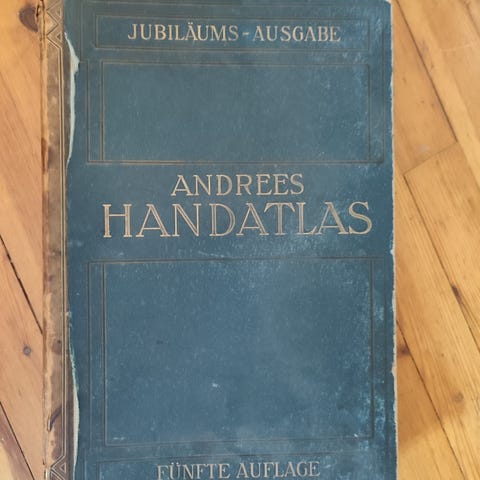 JUBILÄUMS-AUSGABE
ANDREES
HANDATLAS
FÜNFTE AUFLAGE